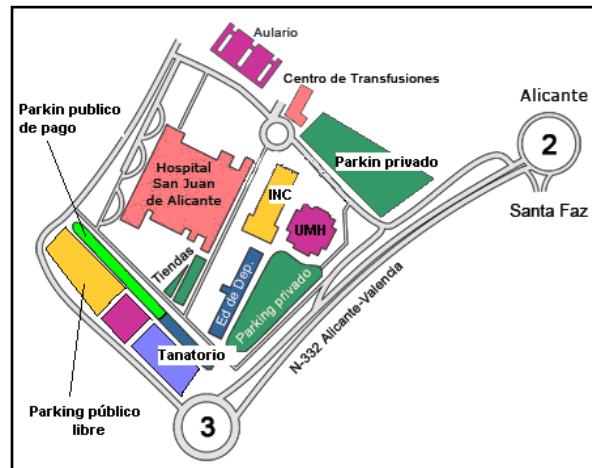 Aulario
Centro de Transfusiones
Parkin publico
de pago
Alicante
2
Parkin privado
Hospital
San Juan
de Alicante
INC
Santa Faz
UMH
Tiendas
Ed de Dep.
Parking privado
N-332 Alicante-Valencia
Tanatorio
Parking público
libre
3